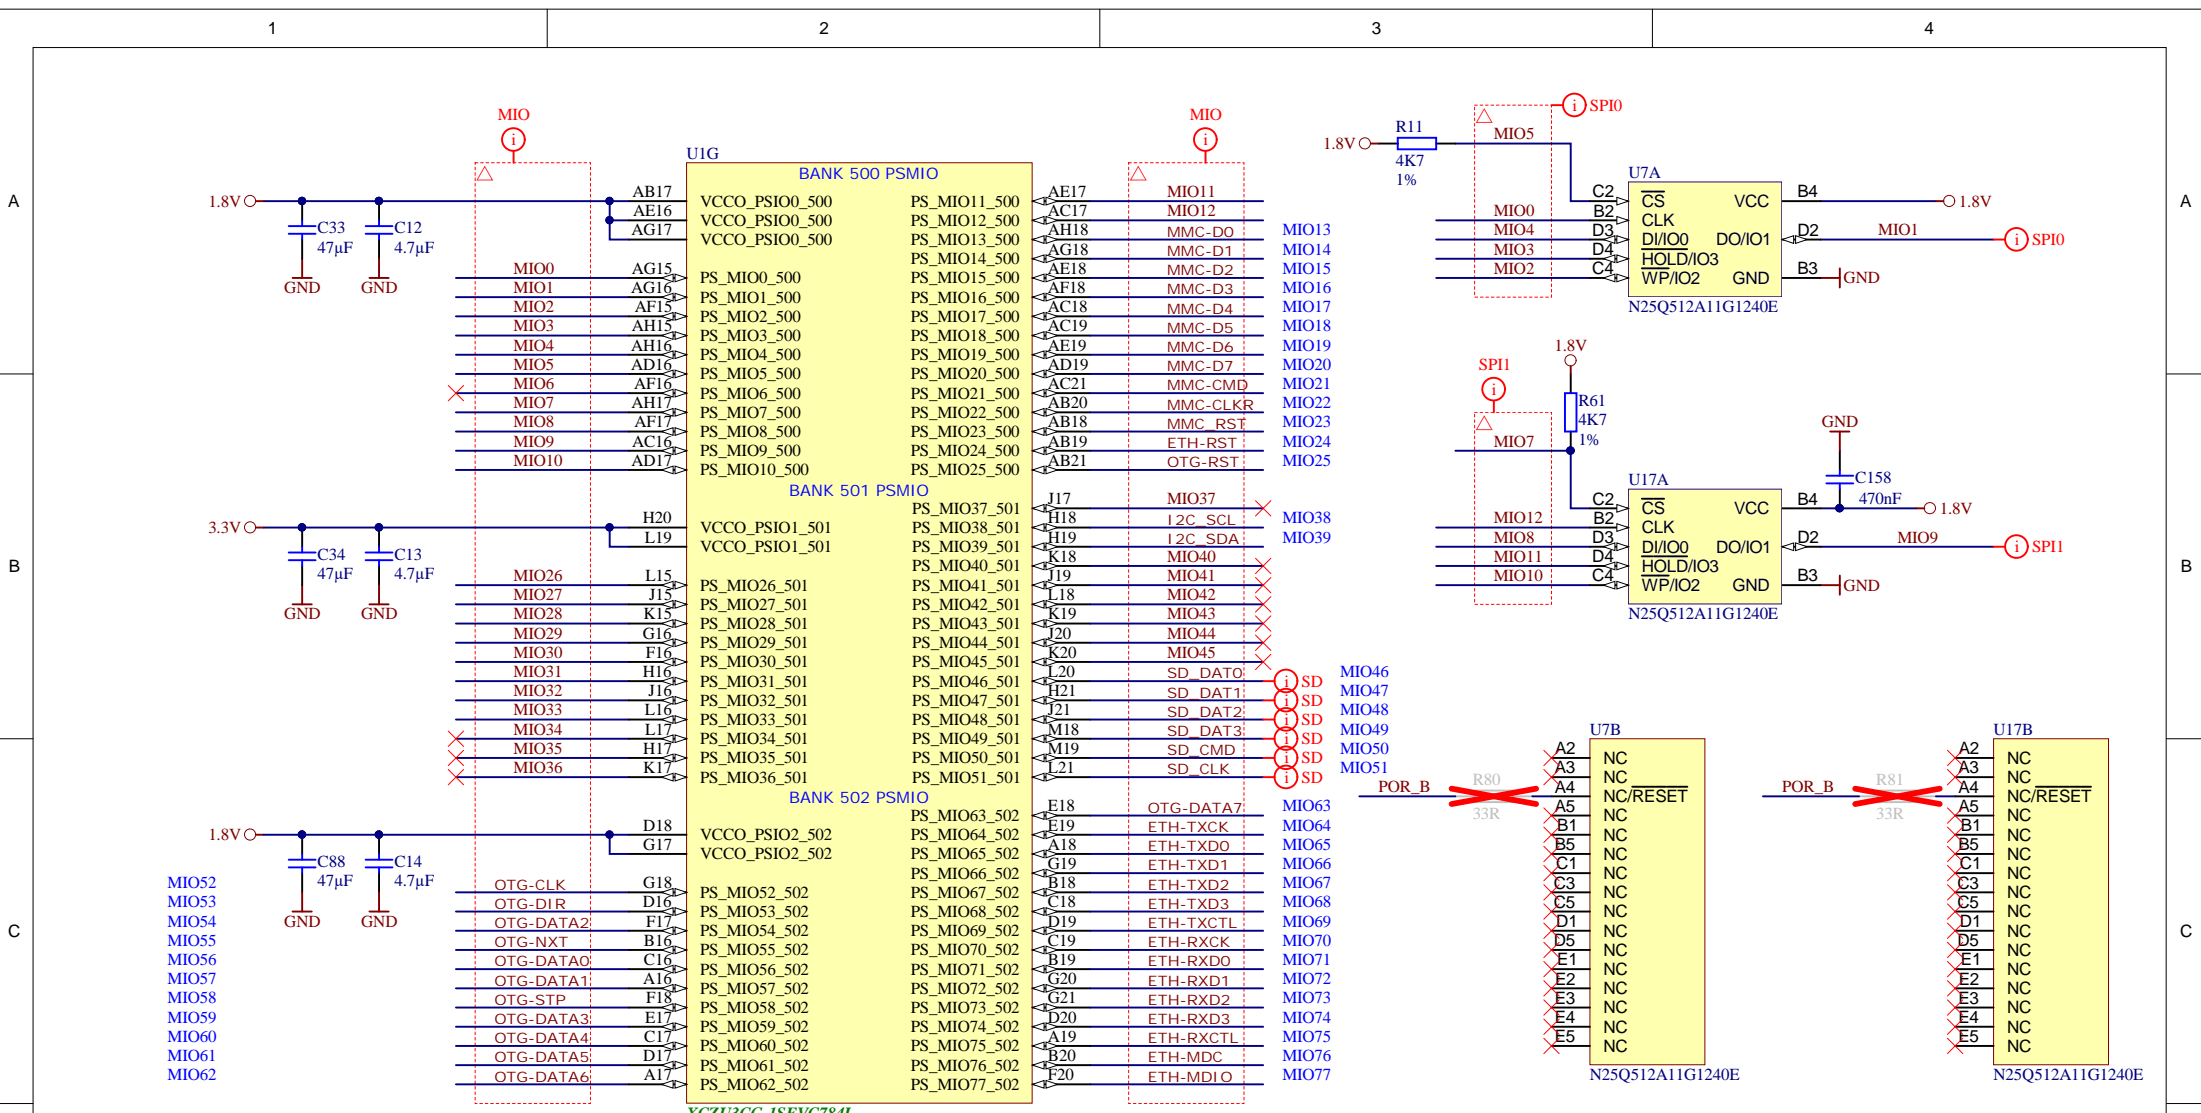 1 2 3 4
A A
B B
C C
MIO
MIO
1.8V
C33
47µF
C12
4.7µF
GND GND
3.3V
C34
47µF
C13
4.7µF
GND GND
1.8V
C88
47µF
C14
4.7µF
GND GND
U1G
BANK 500 PSMIO
AB17 VCCO_PSIO0_500
AE16 VCCO_PSIO0_500
AG17 VCCO_PSIO0_500
MIO0 AG15 PS_MIO0_500
MIO1 AG16 PS_MIO1_500
MIO2 AF15 PS_MIO2_500
MIO3 AH15 PS_MIO3_500
MIO4 AH16 PS_MIO4_500
MIO5 AD16 PS_MIO5_500
MIO6 AF16 PS_MIO6_500
MIO7 AH17 PS_MIO7_500
MIO8 AF17 PS_MIO8_500
MIO9 AC16 PS_MIO9_500
MIO10 AD17 PS_MIO10_500
PS_MIO11_500 AE17 MIO11
PS_MIO12_500 AC17 MIO12
PS_MIO13_500 AH18 MMC-D0 MIO13
PS_MIO14_500 AG18 MMC-D1 MIO14
PS_MIO15_500 AE18 MMC-D2 MIO15
PS_MIO16_500 AF18 MMC-D3 MIO16
PS_MIO17_500 AC18 MMC-D4 MIO17
PS_MIO18_500 AC19 MMC-D5 MIO18
PS_MIO19_500 AE19 MMC-D6 MIO19
PS_MIO20_500 AD19 MMC-D7 MIO20
PS_MIO21_500 AC21 MMC-CMD MIO21
PS_MIO22_500 AB20 MMC-CLKR MIO22
PS_MIO23_500 AB18 MMC_RST MIO23
PS_MIO24_500 AB19 ETH-RST MIO24
PS_MIO25_500 AB21 OTG-RST MIO25
BANK 501 PSMIO
H20 VCCO_PSIO1_501
L19 VCCO_PSIO1_501
MIO26 L15 PS_MIO26_501
MIO27 J15 PS_MIO27_501
MIO28 K15 PS_MIO28_501
MIO29 G16 PS_MIO29_501
MIO30 F16 PS_MIO30_501
MIO31 H16 PS_MIO31_501
MIO32 J16 PS_MIO32_501
MIO33 L16 PS_MIO33_501
MIO34 L17 PS_MIO34_501
MIO35 H17 PS_MIO35_501
MIO36 K17 PS_MIO36_501
PS_MIO37_501 J17 MIO37
PS_MIO38_501 H18 I2C_SCL MIO38
PS_MIO39_501 H19 I2C_SDA MIO39
PS_MIO40_501 K18 MIO40
PS_MIO41_501 J19 MIO41
PS_MIO42_501 L18 MIO42
PS_MIO43_501 K19 MIO43
PS_MIO44_501 J20 MIO44
PS_MIO45_501 K20 MIO45
PS_MIO46_501 L20 SD_DAT0 i SD MIO46
PS_MIO47_501 H21 SD_DAT1 i SD MIO47
PS_MIO48_501 J21 SD_DAT2 i SD MIO48
PS_MIO49_501 M18 SD_DAT3 i SD MIO49
PS_MIO50_501 M19 SD_CMD i SD MIO50
PS_MIO51_501 L21 SD_CLK i SD MIO51
BANK 502 PSMIO
D18 VCCO_PSIO2_502
G17 VCCO_PSIO2_502
MIO52 OTG-CLK G18 PS_MIO52_502
MIO53 OTG-DIR D16 PS_MIO53_502
MIO54 OTG-DATA2 F17 PS_MIO54_502
MIO55 OTG-NXT B16 PS_MIO55_502
MIO56 OTG-DATA0 C16 PS_MIO56_502
MIO57 OTG-DATA1 A16 PS_MIO57_502
MIO58 OTG-STP F18 PS_MIO58_502
MIO59 OTG-DATA3 E17 PS_MIO59_502
MIO60 OTG-DATA4 C17 PS_MIO60_502
MIO61 OTG-DATA5 D17 PS_MIO61_502
MIO62 OTG-DATA6 A17 PS_MIO62_502
PS_MIO63_502 E18 OTG-DATA7 MIO63
PS_MIO64_502 E19 ETH-TXCK MIO64
PS_MIO65_502 A18 ETH-TXD0 MIO65
PS_MIO66_502 G19 ETH-TXD1 MIO66
PS_MIO67_502 B18 ETH-TXD2 MIO67
PS_MIO68_502 C18 ETH-TXD3 MIO68
PS_MIO69_502 D19 ETH-TXCTL MIO69
PS_MIO70_502 C19 ETH-RXCK MIO70
PS_MIO71_502 B19 ETH-RXD0 MIO71
PS_MIO72_502 G20 ETH-RXD1 MIO72
PS_MIO73_502 G21 ETH-RXD2 MIO73
PS_MIO74_502 D20 ETH-RXD3 MIO74
PS_MIO75_502 A19 ETH-RXCTL MIO75
PS_MIO76_502 B20 ETH-MDC MIO76
PS_MIO77_502 F20 ETH-MDIO MIO77
XCZU3CG-1SFVC784I
i SPI0
1.8V R11 MIO5
4K7
1%
U7A
C2 CS VCC B4 1.8V
MIO0 B2 CLK
MIO4 D3 DI/IO0 DO/IO1 D2 MIO1 i SPI0
MIO3 D4 HOLD/IO3
MIO2 C4 WP/IO2 GND B3 GND
N25Q512A11G1240E
1.8V
SPI1
i
R61
4K7
1%
MIO7
GND
C158
470nF
U17A
C2 CS VCC B4 1.8V
MIO12 B2 CLK
MIO8 D3 DI/IO0 DO/IO1 D2 MIO9 i SPI1
MIO11 D4 HOLD/IO3
MIO10 C4 WP/IO2 GND B3 GND
N25Q512A11G1240E
U7B
A2 NC
A3 NC
POR_B R80 33R A4 NC/RESET
A5 NC
B1 NC
B5 NC
C1 NC
C3 NC
C5 NC
D1 NC
D5 NC
E1 NC
E2 NC
E3 NC
E4 NC
E5 NC
N25Q512A11G1240E
U17B
A2 NC
A3 NC
POR_B R81 33R A4 NC/RESET
A5 NC
B1 NC
B5 NC
C1 NC
C3 NC
C5 NC
D1 NC
D5 NC
E1 NC
E2 NC
E3 NC
E4 NC
E5 NC
N25Q512A11G1240E